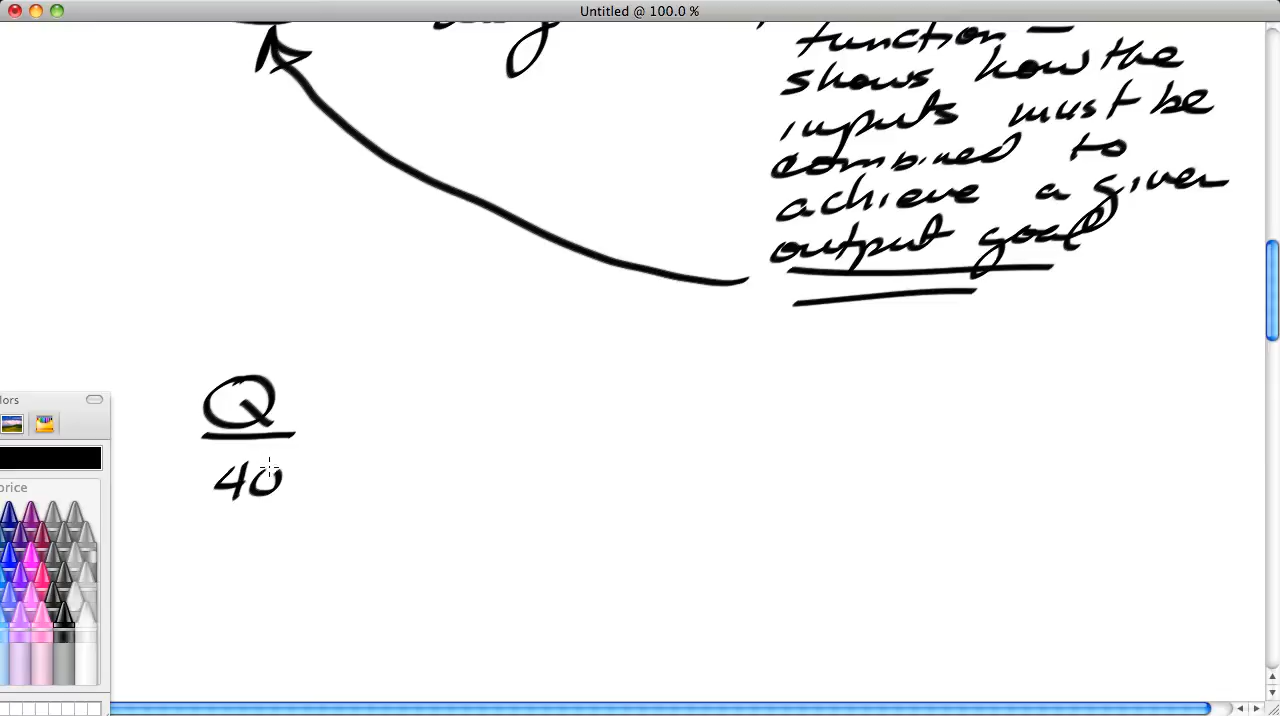 Untitled @ 100.0 %
function –
shows how the
inputs must be
combined to
achieve a given
output goal
Q
40
lors
price